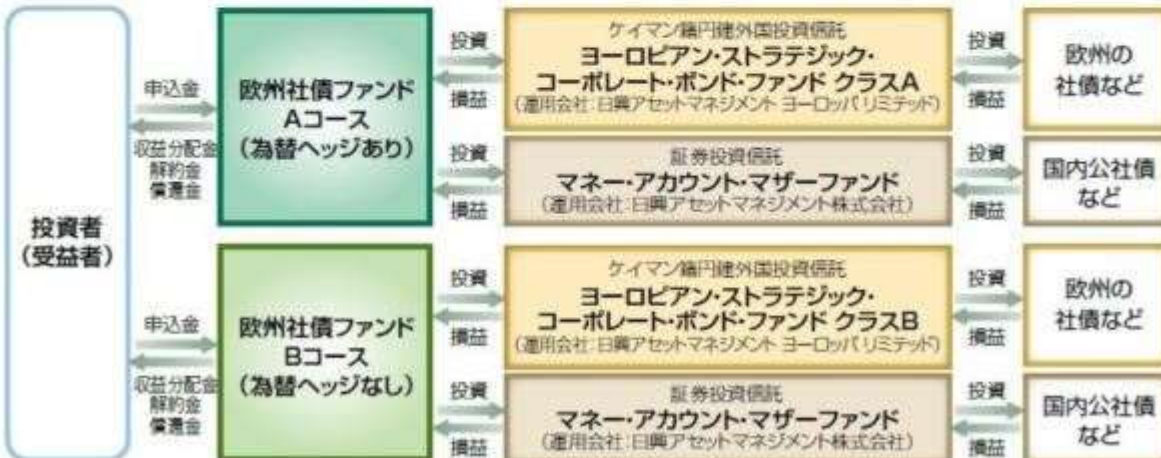 投資者
(受益者)
申込金
収益分配金
解約金
償還金
欧州社債ファンド
Aコース
(為替ヘッジあり)
投資
損益
ケイマン籍円建外国投資信託
ヨーロピアン・ストラテジック・
コーポレート・ボンド・ファンド クラスA
(運用会社:日興アセットマネジメント ヨーロッパ リミテッド)
投資
損益
欧州の
社債など
投資
損益
証券投資信託
マネー・アカウント・マザーファンド
(運用会社:日興アセットマネジメント株式会社)
投資
損益
国内公社債
など
申込金
収益分配金
解約金
償還金
欧州社債ファンド
Bコース
(為替ヘッジなし)
投資
損益
ケイマン籍円建外国投資信託
ヨーロピアン・ストラテジック・
コーポレート・ボンド・ファンド クラスB
(運用会社:日興アセットマネジメント ヨーロッパ リミテッド)
投資
損益
欧州の
社債など
投資
損益
証券投資信託
マネー・アカウント・マザーファンド
(運用会社:日興アセットマネジメント株式会社)
投資
損益
国内公社債
など